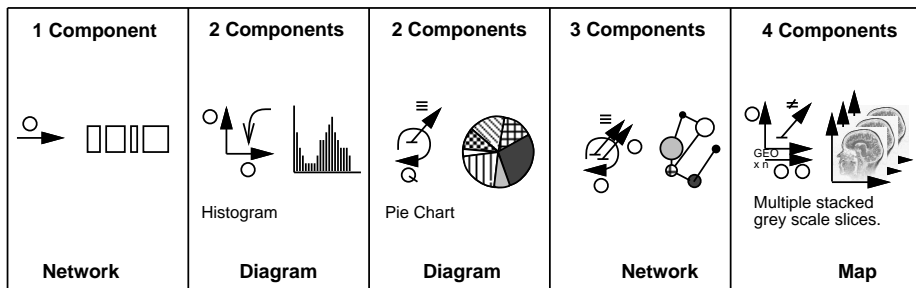 1 Component
Network
2 Components
Histogram
Diagram
2 Components
≡
Q
Pie Chart
Diagram
3 Components
≡
Network
4 Components
≠
GEO
x n
Multiple stacked
grey scale slices.
Map